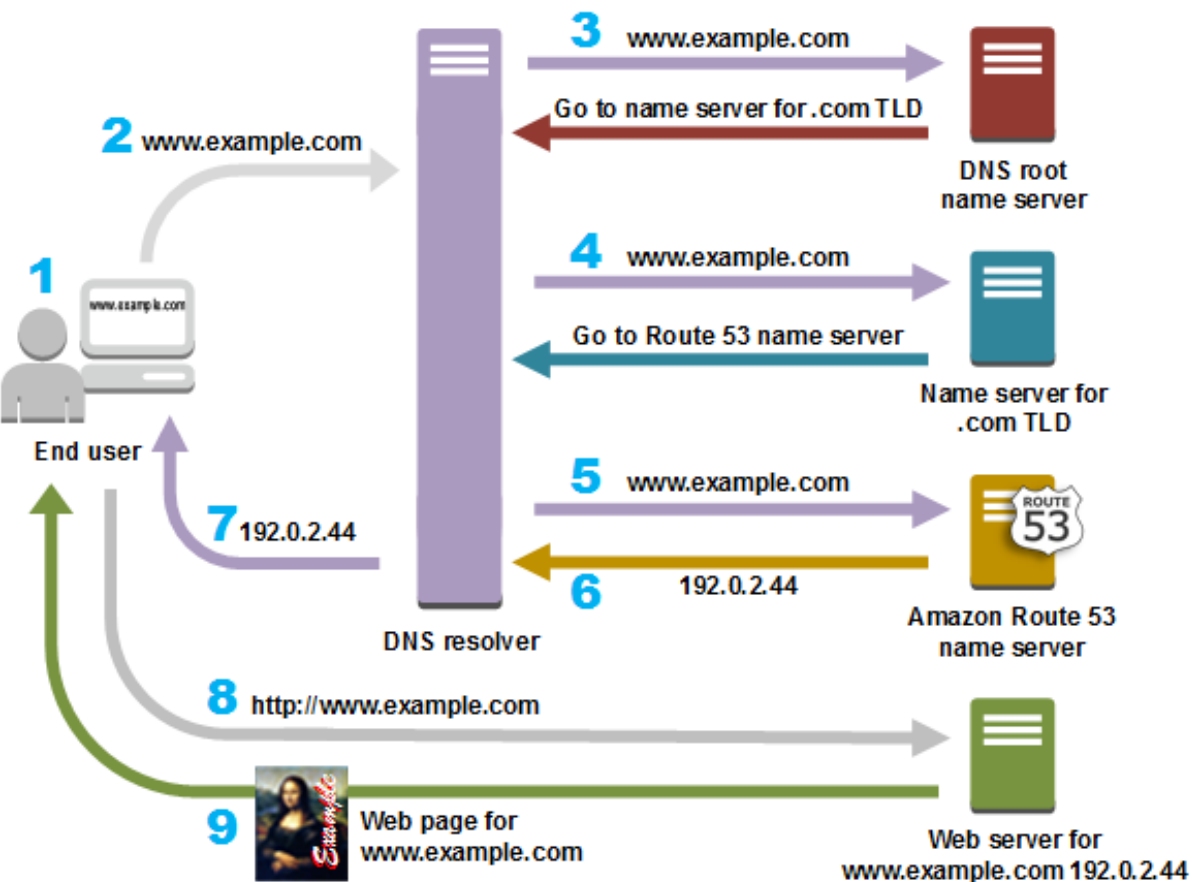 3 www.example.com
Go to name server for .com TLD
DNS root
name server
2 www.example.com
4 www.example.com
Go to Route 53 name server
Name server for
.com TLD
1
www.example.com
End user
5 www.example.com
ROUTE
53
6 192.0.2.44
Amazon Route 53
name server
7 192.0.2.44
DNS resolver
8 http://www.example.com
9
Example
Web page for
www.example.com
Web server for
www.example.com 192.0.2.44